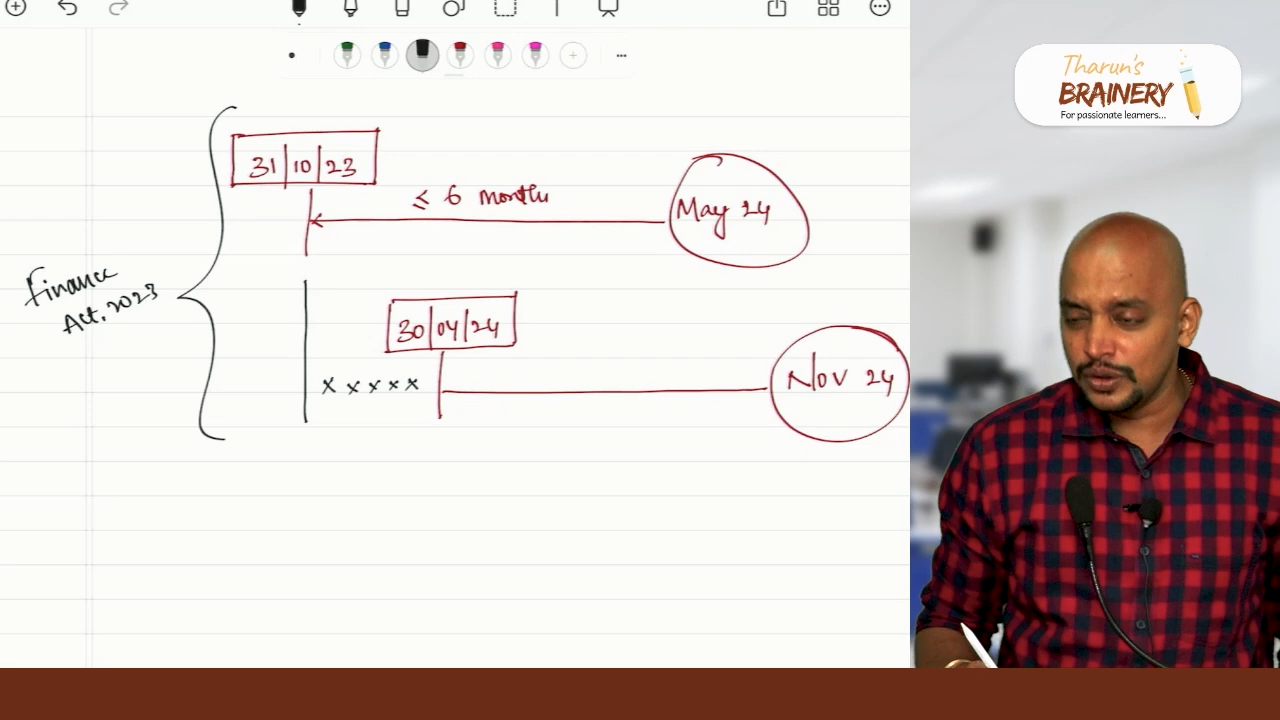 Tharun's
BRAINERY
For passionate learners...
31|10|23
≤ 6 months
May 24
Finance
Act, 2023
30|04|24
x x x x x
Nov 24